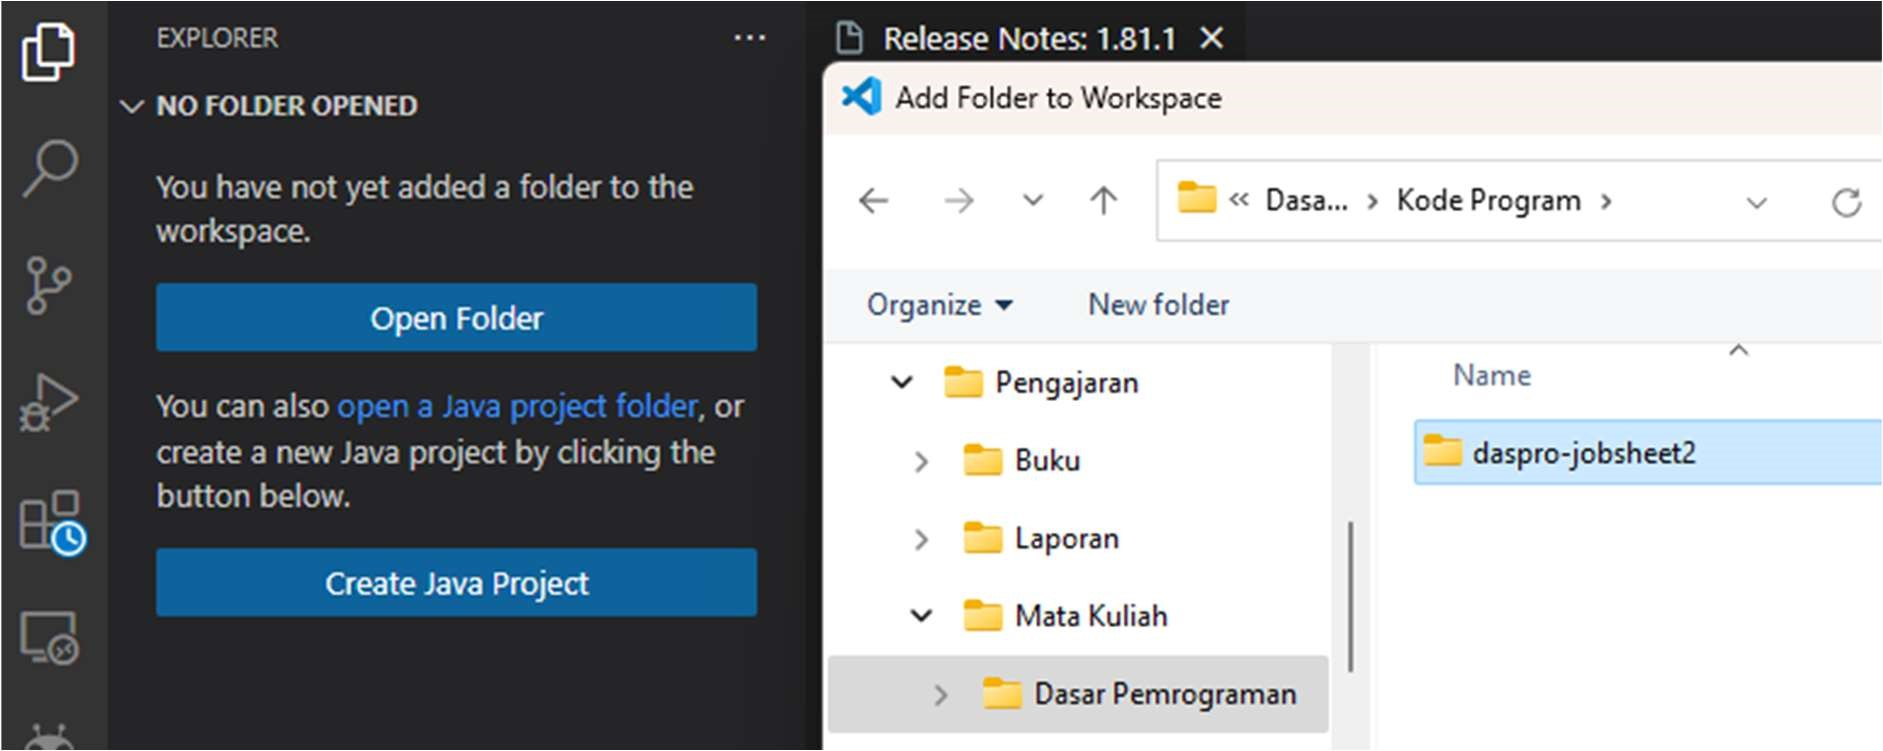 EXPLORER
...
NO FOLDER OPENED
You have not yet added a folder to the
workspace.
Open Folder
You can also open a Java project folder, or
create a new Java project by clicking the
button below.
Create Java Project
Release Notes: 1.81.1
Add Folder to Workspace
« Dasa... > Kode Program >
Organize New folder
Pengajaran
Buku
Laporan
Mata Kuliah
Dasar Pemrograman
Name
daspro-jobsheet2